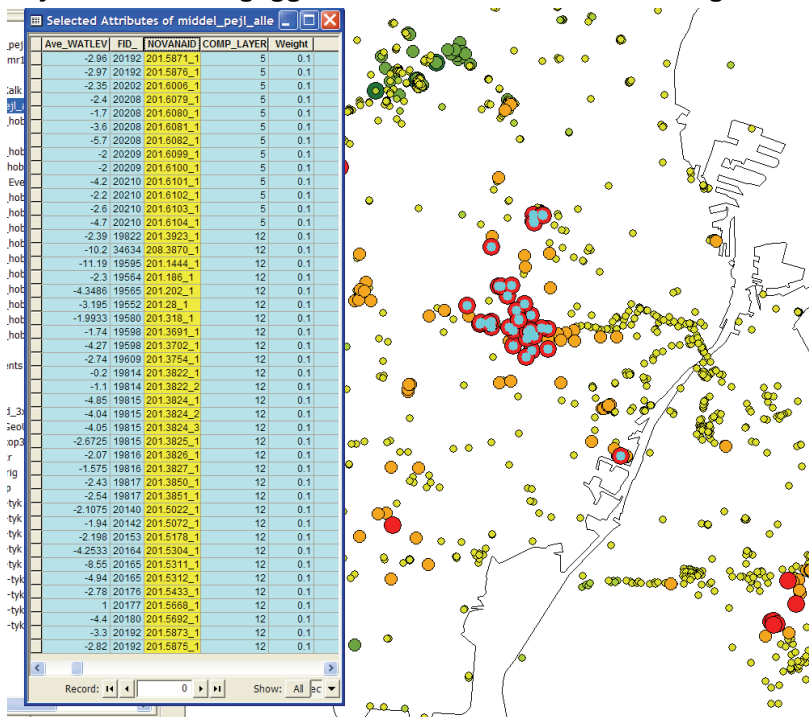 Selected Attributes of middel_pejl_alle
Ave_WATLEV FID_ NOVANAID COMP_LAYER Weight
-2.96 20192 201.5871_1 5 0.1
-2.97 20192 201.5876_1 5 0.1
-2.35 20202 201.6006_1 5 0.1
-2.4 20208 201.6079_1 5 0.1
-1.7 20208 201.6080_1 5 0.1
-3.6 20208 201.6081_1 5 0.1
-5.7 20208 201.6082_1 5 0.1
-2 20209 201.6099_1 5 0.1
-2 20209 201.6100_1 5 0.1
-4.2 20210 201.6101_1 5 0.1
-2.2 20210 201.6102_1 5 0.1
-2.6 20210 201.6103_1 5 0.1
-4.7 20210 201.6104_1 5 0.1
-2.39 19822 201.3923_1 12 0.1
-10.2 34634 208.3870_1 12 0.1
-11.19 19595 201.1444_1 12 0.1
-2.3 19564 201.186_1 12 0.1
-4.3486 19565 201.202_1 12 0.1
-3.195 19552 201.28_1 12 0.1
-1.9933 19580 201.318_1 12 0.1
-1.74 19598 201.3691_1 12 0.1
-4.27 19598 201.3702_1 12 0.1
-2.74 19609 201.3754_1 12 0.1
-0.2 19814 201.3822_1 12 0.1
-1.1 19814 201.3822_2 12 0.1
-4.85 19815 201.3824_1 12 0.1
-4.04 19815 201.3824_2 12 0.1
-4.05 19815 201.3824_3 12 0.1
-2.6725 19815 201.3825_1 12 0.1
-2.07 19816 201.3826_1 12 0.1
-1.575 19816 201.3827_1 12 0.1
-2.43 19817 201.3850_1 12 0.1
-2.54 19817 201.3851_1 12 0.1
-2.1075 20140 201.5022_1 12 0.1
-1.94 20142 201.5072_1 12 0.1
-2.198 20153 201.5178_1 12 0.1
-4.2533 20164 201.5304_1 12 0.1
-8.55 20165 201.5311_1 12 0.1
-4.94 20165 201.5312_1 12 0.1
-2.78 20176 201.5433_1 12 0.1
1 20177 201.5668_1 12 0.1
-4.4 20180 201.5692_1 12 0.1
-3.3 20192 201.5873_1 12 0.1
-2.82 20192 201.5875_1 12 0.1
Record: 0 Show: All